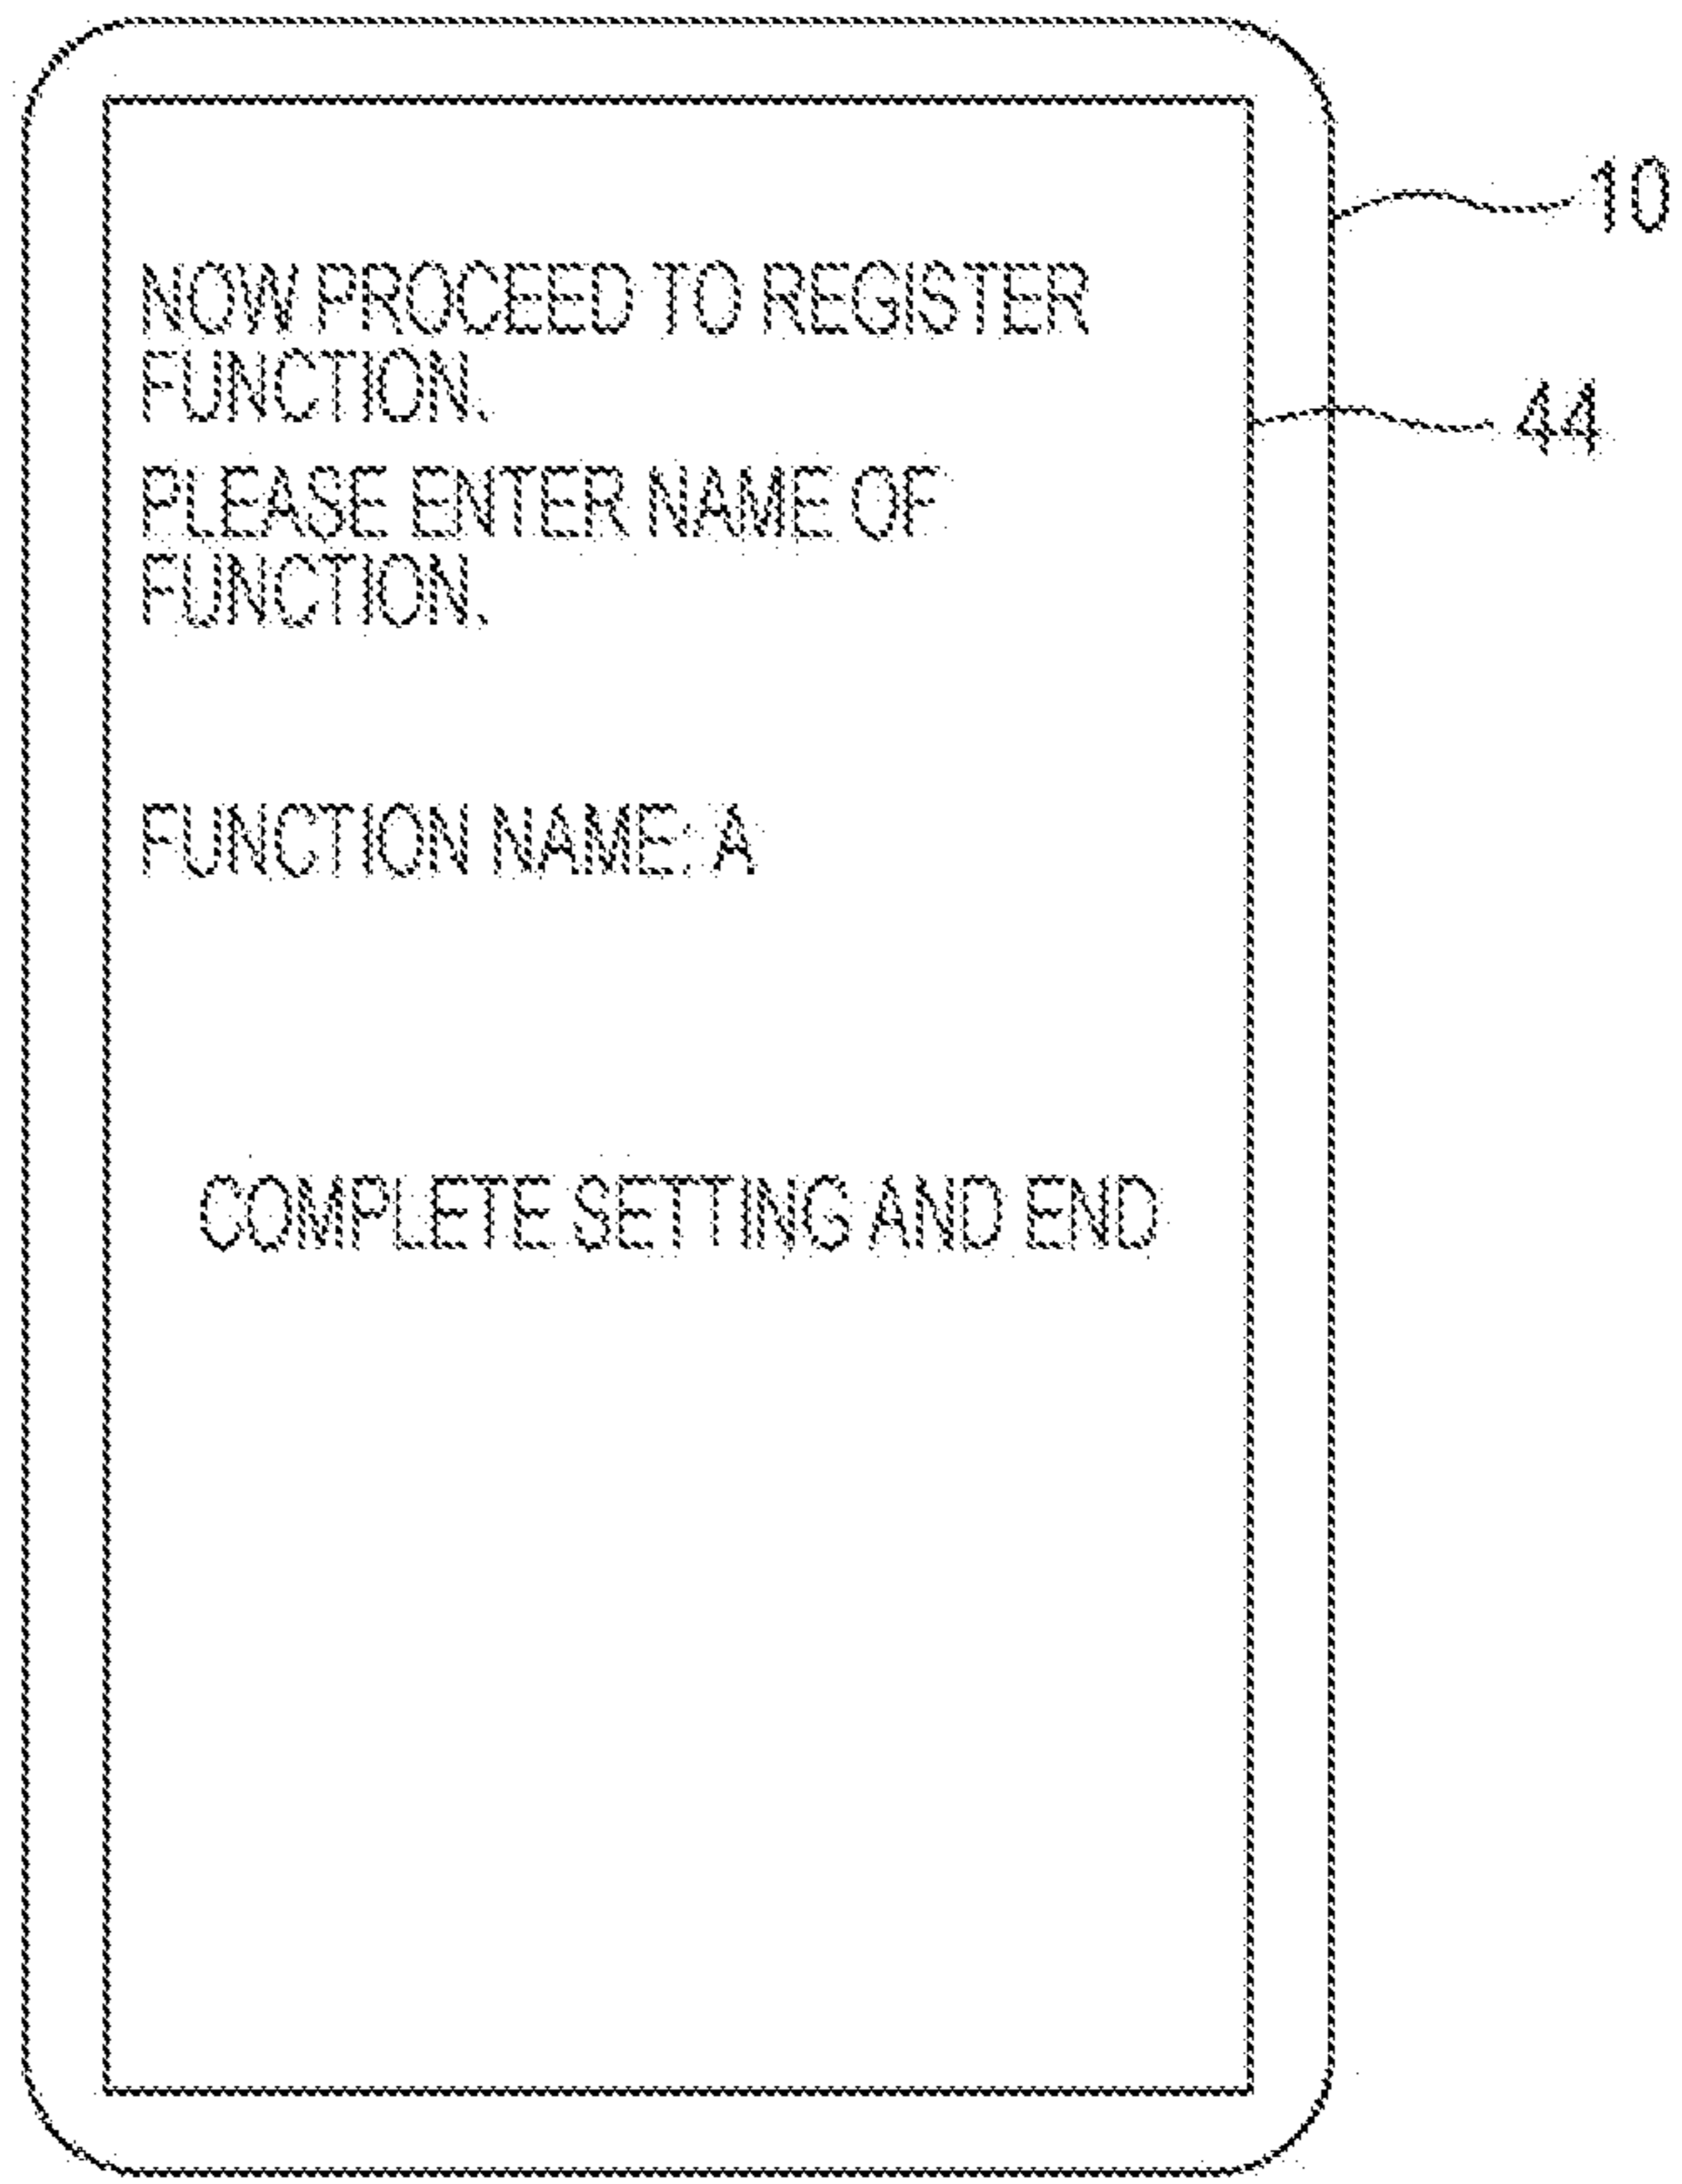 10
NOW PROCEED TO REGISTER
FUNCTION.
44
PLEASE ENTER NAME OF
FUNCTION.
FUNCTION NAME: A
COMPLETE SETTING AND END